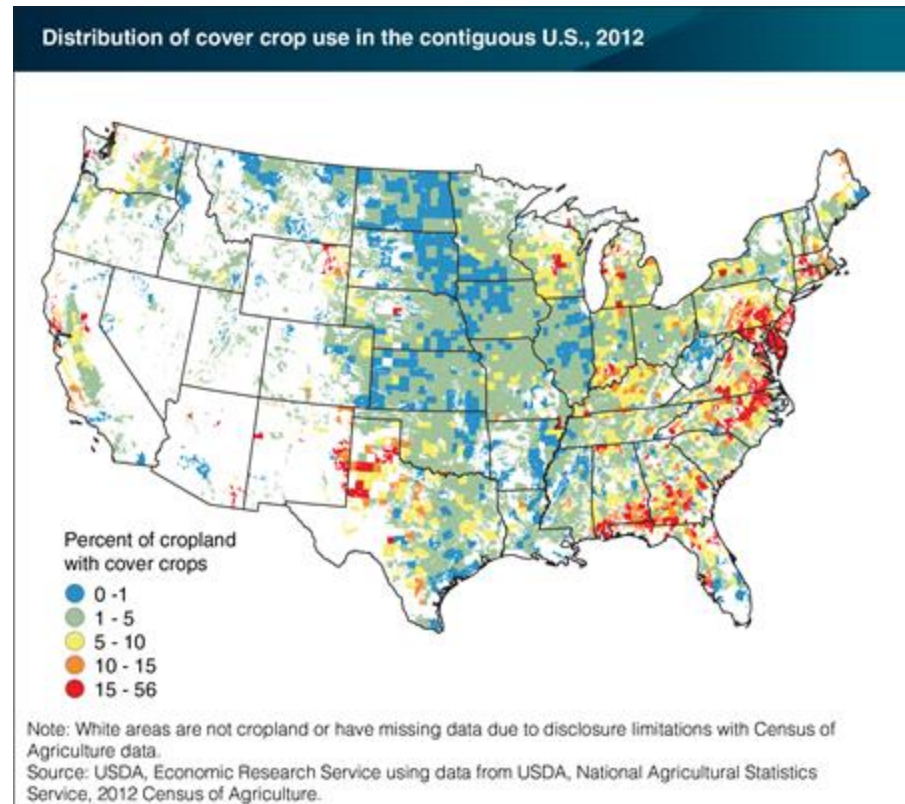 Distribution of cover crop use in the contiguous U.S., 2012
Percent of cropland
with cover crops
0 -1
1 - 5
5 - 10
10 - 15
15 - 56
Note: White areas are not cropland or have missing data due to disclosure limitations with Census of
Agriculture data.
Source: USDA, Economic Research Service using data from USDA, National Agricultural Statistics
Service, 2012 Census of Agriculture.